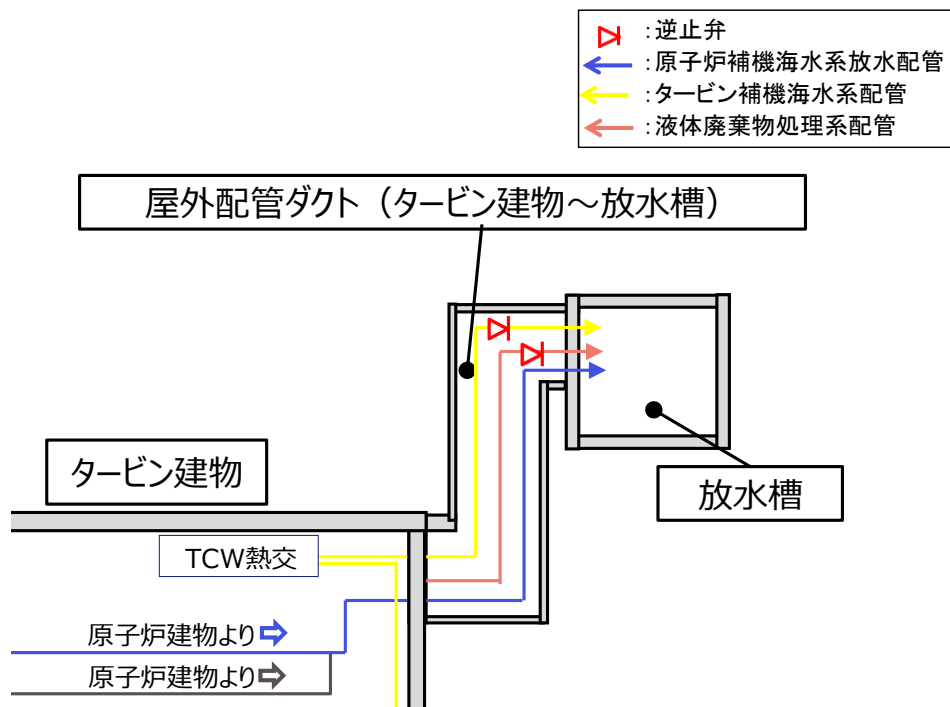 ：逆止弁
：原子炉補機海水系放水配管
：タービン補機海水系配管
：液体廃棄物処理系配管
屋外配管ダクト（タービン建物～放水槽）
タービン建物
放水槽
TCW熱交
原子炉建物より
原子炉建物より